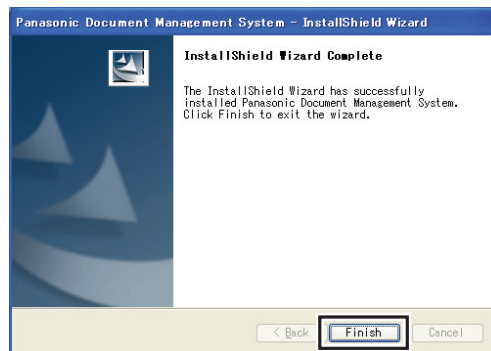 Panasonic Document Management System - InstallShield Wizard
InstallShield Wizard Complete
The InstallShield Wizard has successfully
installed Panasonic Document Management System.
Click Finish to exit the wizard.
< Back
Finish
Cancel